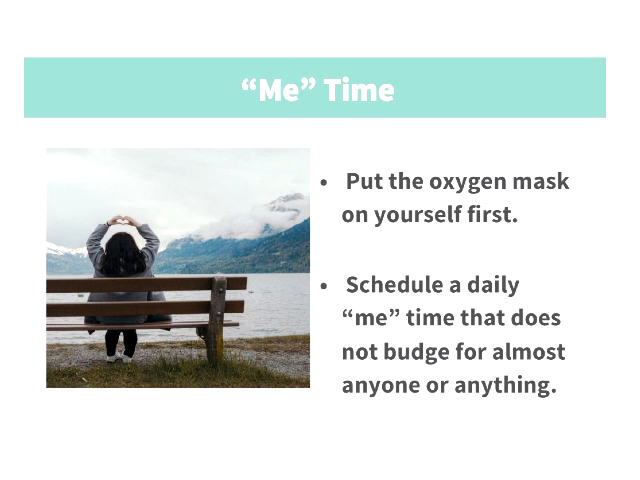 “Me” Time
• Put the oxygen mask
on yourself first.
• Schedule a daily
“me” time that does
not budge for almost
anyone or anything.